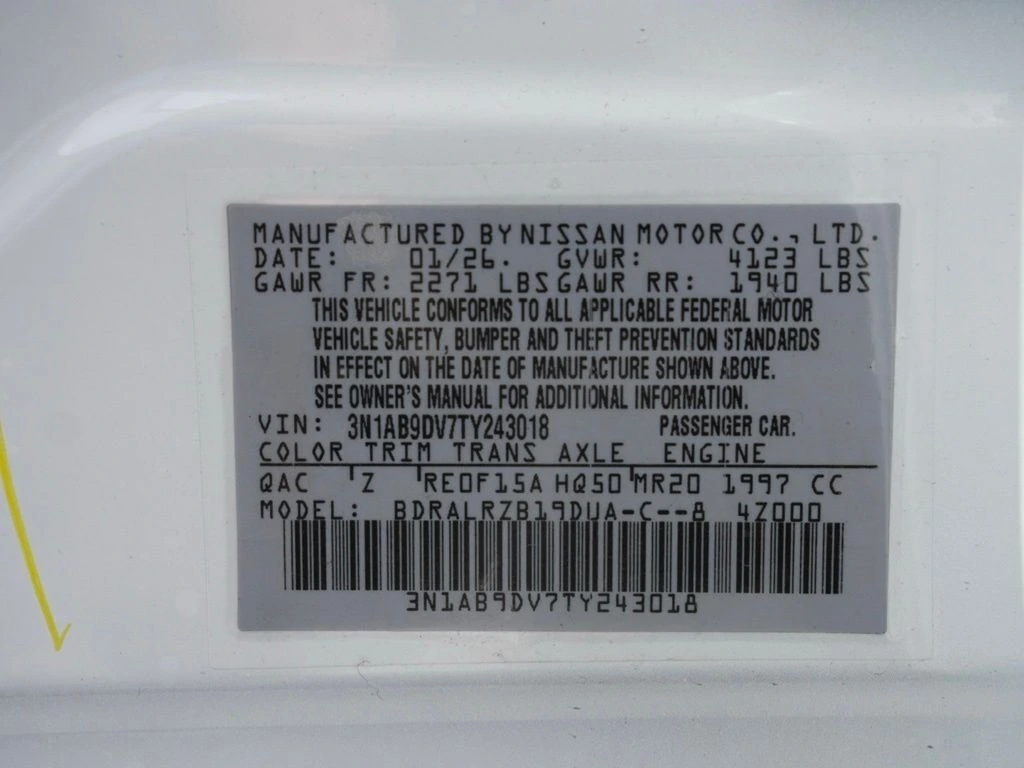 MANUFACTURED BY NISSAN MOTOR CO., LTD.
DATE: 01/26. GVWR: 4123 LBS
GAWR FR: 2271 LBS GAWR RR: 1940 LBS
THIS VEHICLE CONFORMS TO ALL APPLICABLE FEDERAL MOTOR
VEHICLE SAFETY, BUMPER AND THEFT PREVENTION STANDARDS
IN EFFECT ON THE DATE OF MANUFACTURE SHOWN ABOVE.
SEE OWNER'S MANUAL FOR ADDITIONAL INFORMATION.
VIN: 3N1AB9DV7TY243018 PASSENGER CAR.
COLOR TRIM TRANS AXLE ENGINE
QAC Z RE0F15A HQ50 MR20 1997 CC
MODEL: BDRALRZB19DUA-C--8 4Z000
3N1AB9DV7TY243018